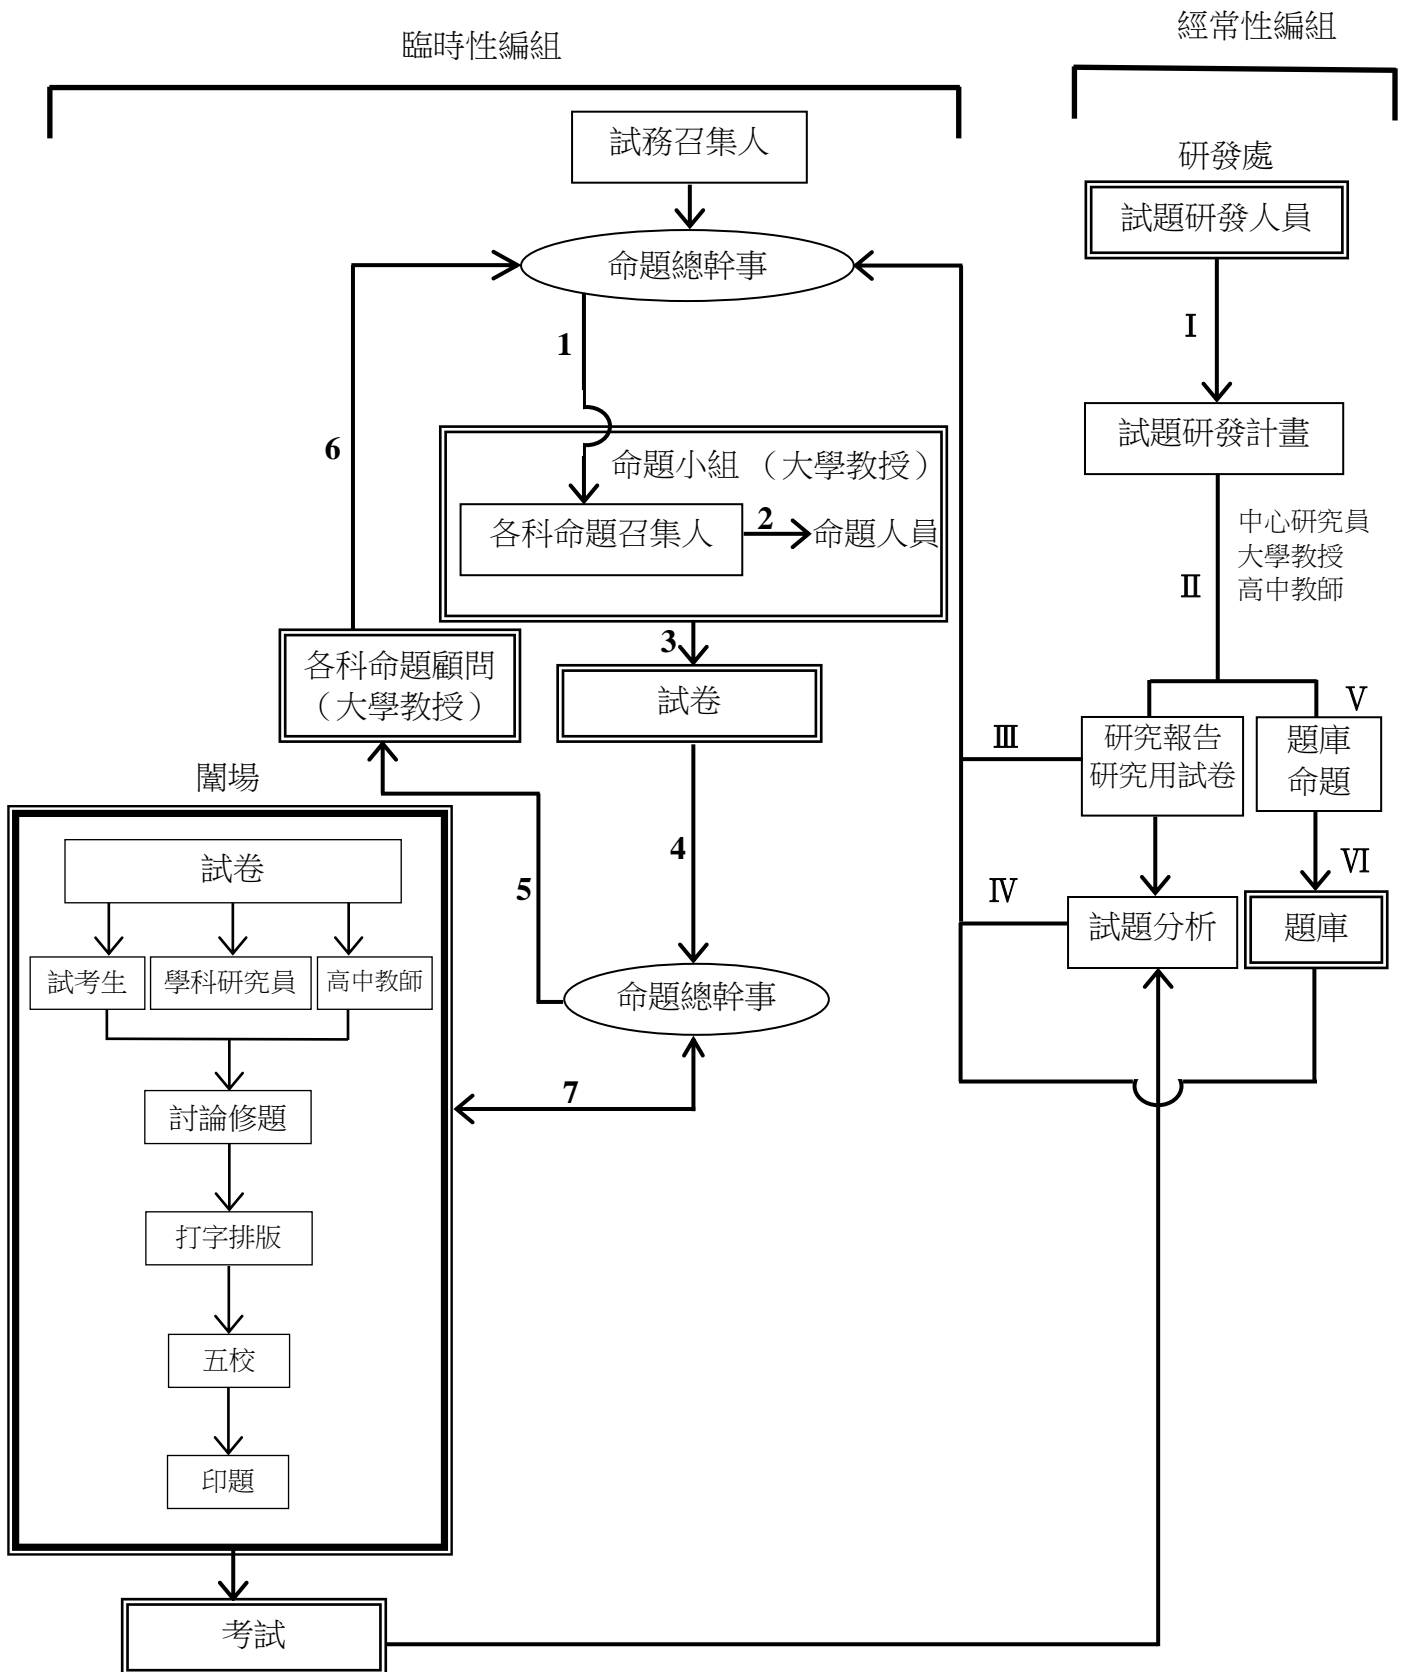 臨時性編組
經常性編組
試務召集人
研發處
試題研發人員
命題總幹事
1
Ⅰ
6
試題研發計畫
命題小組（大學教授）
各科命題召集人
2
命題人員
中心研究員
大學教授
高中教師
Ⅱ
3
各科命題顧問
（大學教授）
試卷
Ⅴ
Ⅲ
研究報告
研究用試卷
題庫
命題
闈場
試卷
4
5
Ⅵ
Ⅳ
試題分析
題庫
試考生
學科研究員
高中教師
命題總幹事
7
討論修題
打字排版
五校
印題
考試